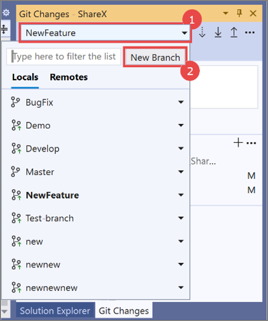 Git Changes - ShareX
1
NewFeature
Type here to filter the list
New Branch
2
Locals Remotes
BugFix
Demo
Develop
Master
Shar...
NewFeature
M
Test-branch
M
new
newnew
newnewnew
Solution Explorer Git Changes